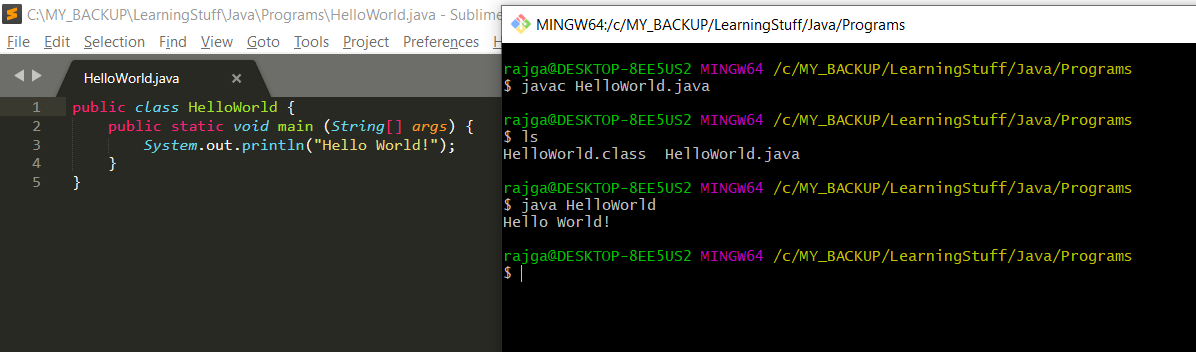 C:\MY_BACKUP\LearningStuff\Java\Programs\HelloWorld.java - Sublime
File Edit Selection Find View Goto Tools Project Preferences H
HelloWorld.java ×
1 public class HelloWorld {
2 public static void main (String[] args) {
3 System.out.println("Hello World!");
4 }
5 }
MINGW64:/c/MY_BACKUP/LearningStuff/Java/Programs
rajga@DESKTOP-8EE5US2 MINGW64 /c/MY_BACKUP/LearningStuff/Java/Programs
$ javac HelloWorld.java
rajga@DESKTOP-8EE5US2 MINGW64 /c/MY_BACKUP/LearningStuff/Java/Programs
$ ls
HelloWorld.class HelloWorld.java
rajga@DESKTOP-8EE5US2 MINGW64 /c/MY_BACKUP/LearningStuff/Java/Programs
$ java HelloWorld
Hello World!
rajga@DESKTOP-8EE5US2 MINGW64 /c/MY_BACKUP/LearningStuff/Java/Programs
$